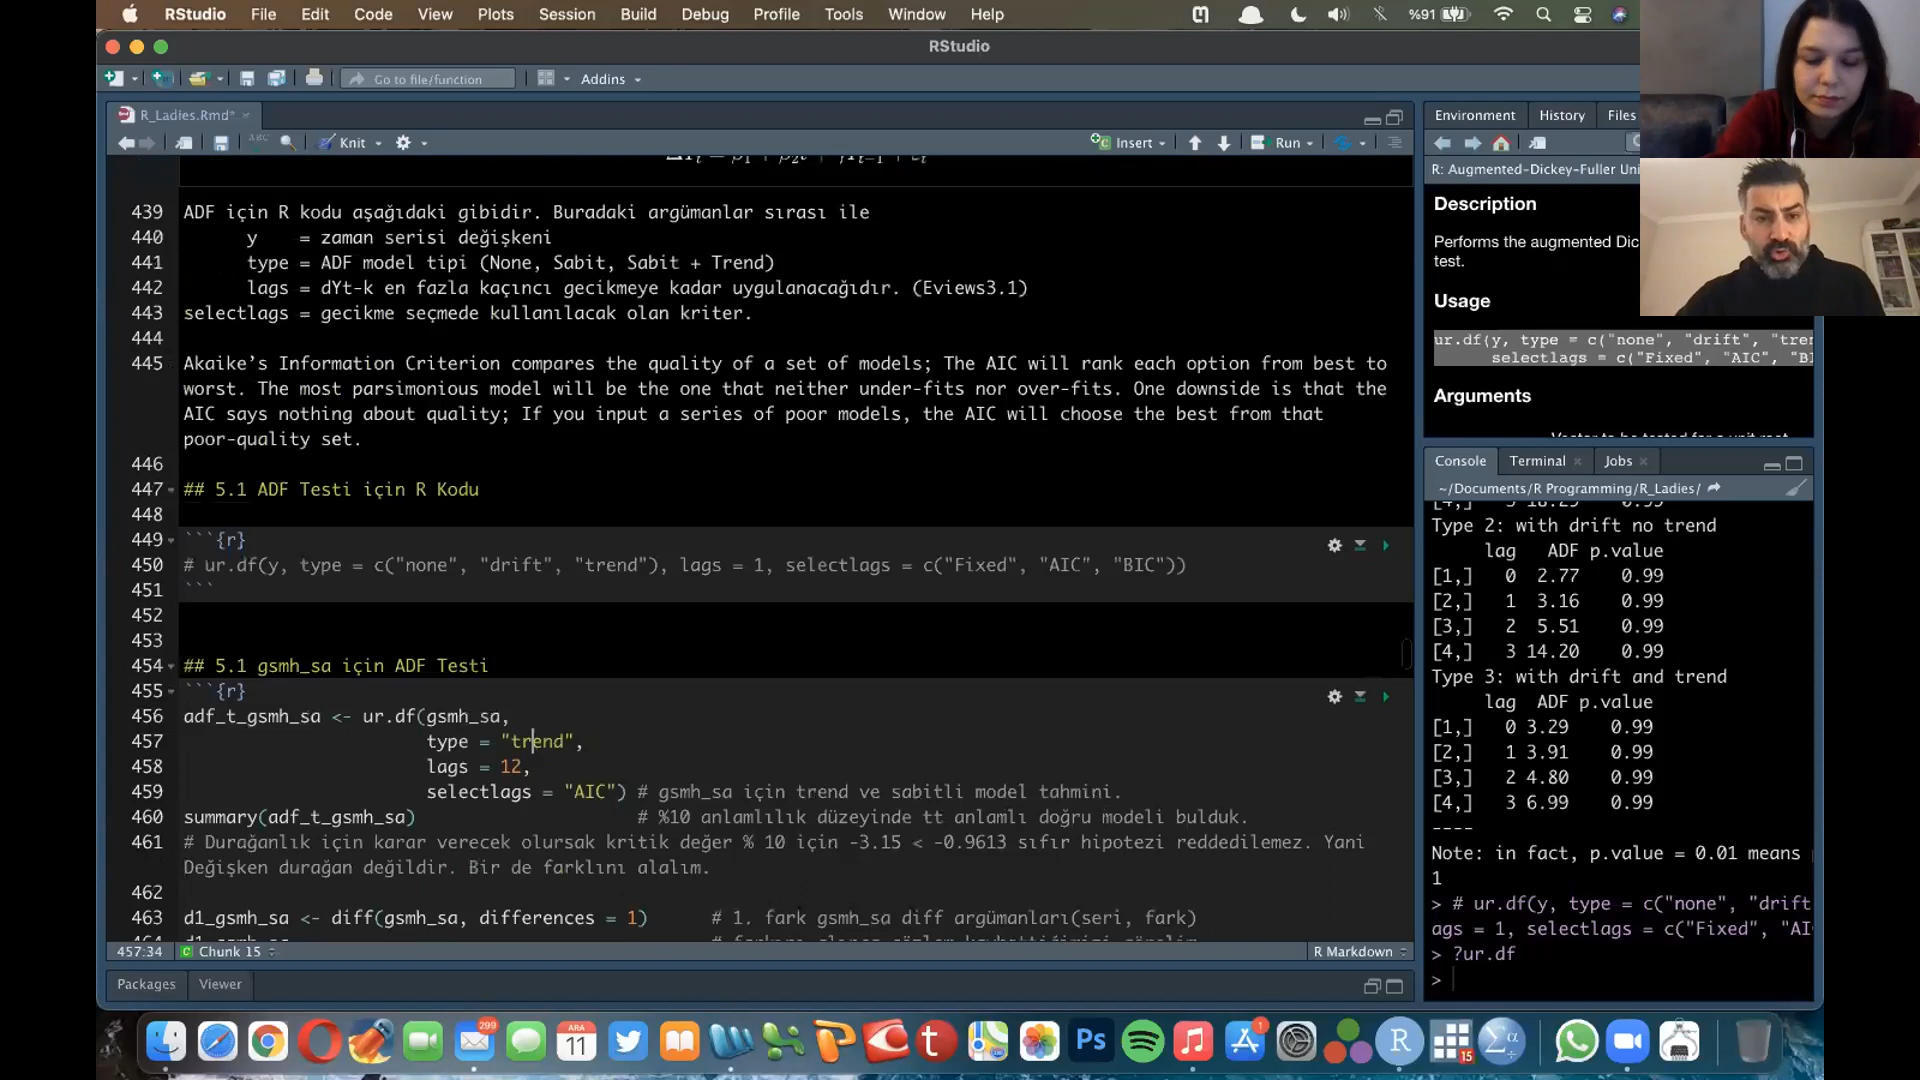 RStudio File Edit Code View Plots Session Build Debug Profile Tools Window Help %91
RStudio
Go to file/function Addins
R_Ladies.Rmd*
Knit Insert Run
439 ADF için R kodu aşağıdaki gibidir. Buradaki argümanlar sırası ile
440 y = zaman serisi değişkeni
441 type = ADF model tipi (None, Sabit, Sabit + Trend)
442 lags = dYt-k en fazla kaçıncı gecikmeye kadar uygulanacağıdır. (Eviews3.1)
443 selectlags = gecikme seçmede kullanılacak olan kriter.
444
445 Akaike’s Information Criterion compares the quality of a set of models; The AIC will rank each option from best to
worst. The most parsimonious model will be the one that neither under-fits nor over-fits. One downside is that the
AIC says nothing about quality; If you input a series of poor models, the AIC will choose the best from that
poor-quality set.
446
447 ## 5.1 ADF Testi için R Kodu
448
449 ```{r}
450 # ur.df(y, type = c("none", "drift", "trend"), lags = 1, selectlags = c("Fixed", "AIC", "BIC"))
451 ```
452
453
454 ## 5.1 gsmh_sa için ADF Testi
455 ```{r}
456 adf_t_gsmh_sa <- ur.df(gsmh_sa,
457 type = "trend",
458 lags = 12,
459 selectlags = "AIC") # gsmh_sa için trend ve sabitli model tahmini.
460 summary(adf_t_gsmh_sa) # %10 anlamlılık düzeyinde tt anlamlı doğru modeli bulduk.
461 # Durağanlık için karar verecek olursak kritik değer % 10 için -3.15 < -0.9613 sıfır hipotezi reddedilemez. Yani
Değişken durağan değildir. Bir de farklını alalım.
462
463 d1_gsmh_sa <- diff(gsmh_sa, differences = 1) # 1. fark gsmh_sa diff argümanları(seri, fark)
457:34 Chunk 15 R Markdown
Packages Viewer
Environment History Files
R: Augmented-Dickey-Fuller Uni
Description
Performs the augmented Dic
test.
Usage
ur.df(y, type = c("none", "drift", "tren
selectlags = c("Fixed", "AIC", "BI
Arguments
Console Terminal Jobs
~/Documents/R Programming/R_Ladies/
Type 2: with drift no trend
lag ADF p.value
[1,] 0 2.77 0.99
[2,] 1 3.16 0.99
[3,] 2 5.51 0.99
[4,] 3 14.20 0.99
Type 3: with drift and trend
lag ADF p.value
[1,] 0 3.29 0.99
[2,] 1 3.91 0.99
[3,] 2 4.80 0.99
[4,] 3 6.99 0.99
----
Note: in fact, p.value = 0.01 means
1
> # ur.df(y, type = c("none", "drift
ags = 1, selectlags = c("Fixed", "AI
> ?ur.df
>
299
ARA
11
Ps
1
R
15